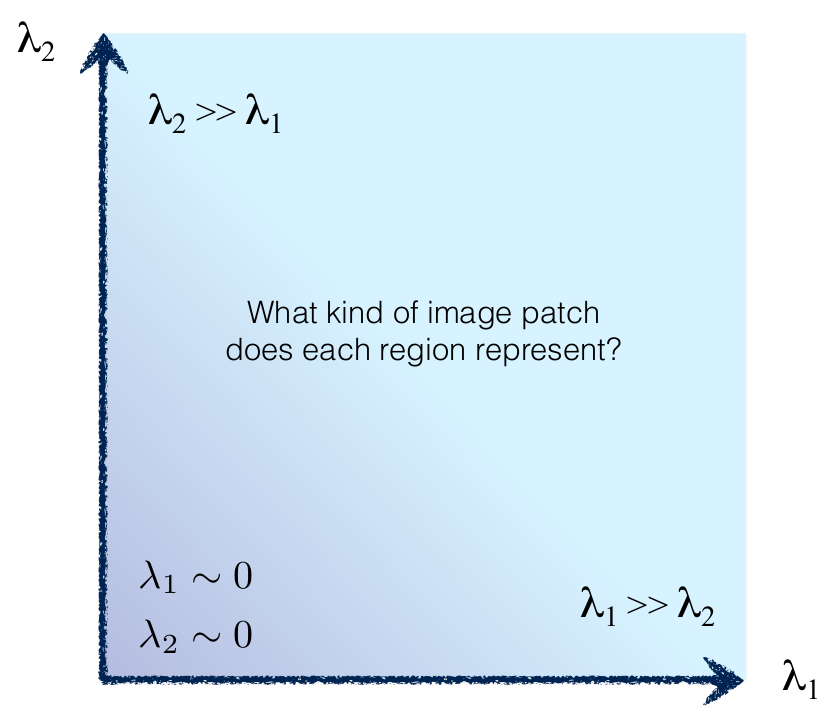 λ₂
λ₂ >> λ₁
What kind of image patch
does each region represent?
λ₁ ∼ 0
λ₂ ∼ 0
λ₁ >> λ₂
λ₁